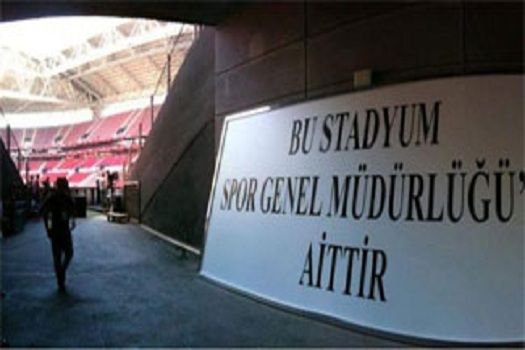 BU STADYUM
SPOR GENEL MÜDÜRLÜĞÜ'
AİTTİR